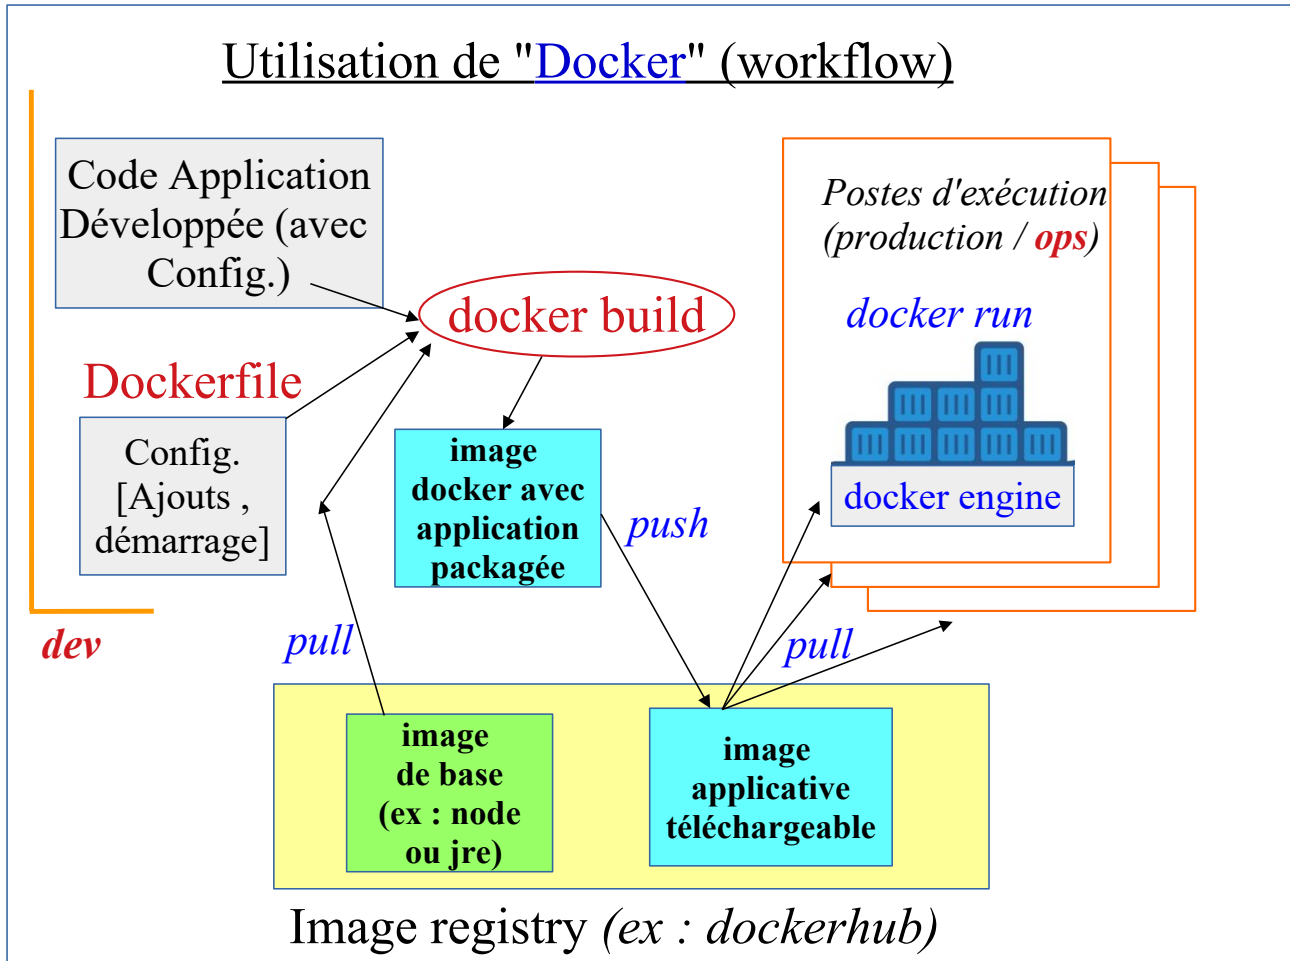 Utilisation de "Docker" (workflow)
Code Application
Développée (avec
Config.)
Dockerfile
Config.
[Ajouts ,
démarrage]
dev
docker build
image
docker avec
application
packagée
push
pull
Postes d'exécution
(production / ops)
docker run
docker engine
pull
image
de base
(ex : node
ou jre)
image
applicative
téléchargeable
Image registry (ex : dockerhub)